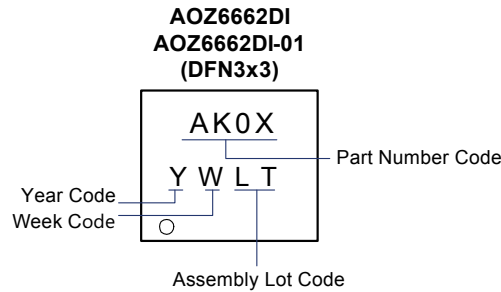 AOZ6662DI
AOZ6662DI-01
(DFN3x3)
AK0X
Part Number Code
Y W L T
Year Code
Week Code
Assembly Lot Code